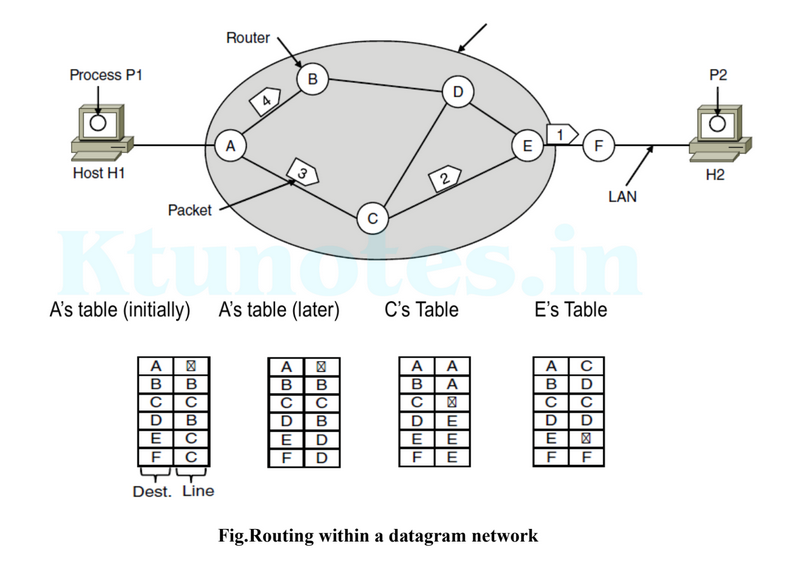 Router
Process P1
P2
B
D
4
A
1
E
F
Host H1
3
2
H2
Packet
C
LAN
Ktunotes.in
A's table (initially) A's table (later) C's Table E's Table
A ☒ A ☒ A A A C
B B B B B A B D
C C C C C ☒ C C
D B D B D E D D
E C E D E E E ☒
F C F D F E F F
Dest. Line
Fig.Routing within a datagram network